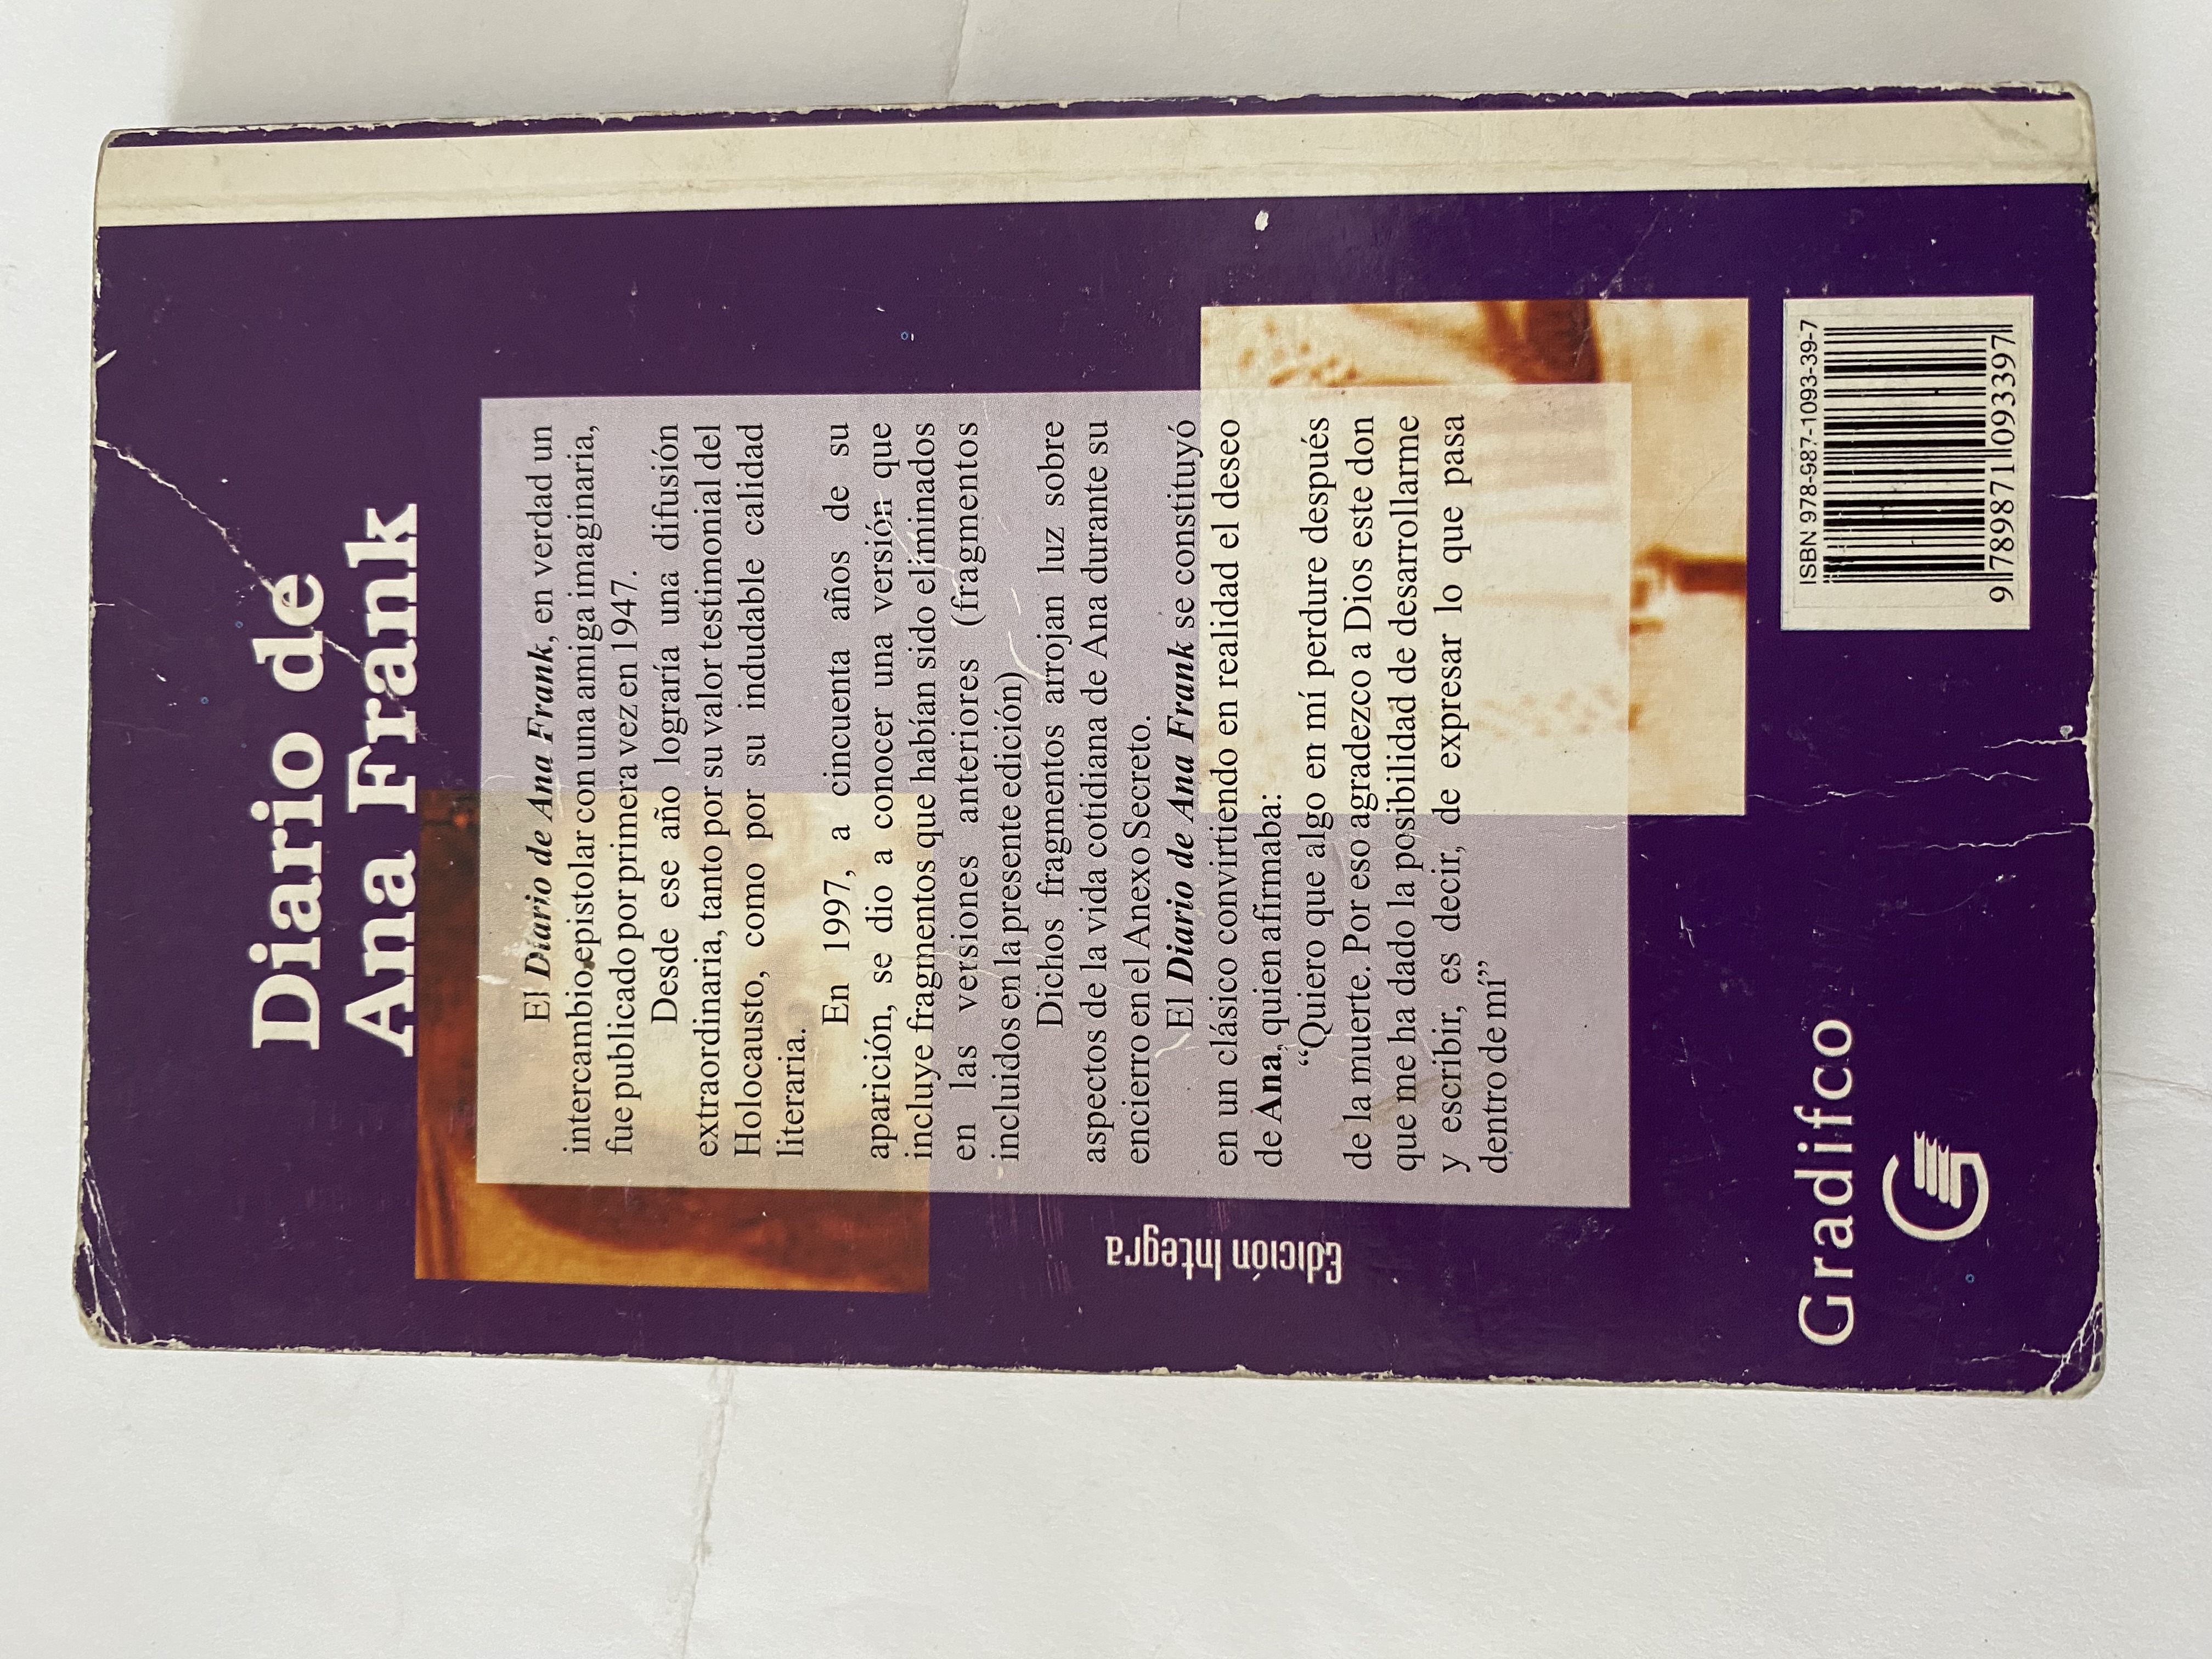 Diario de
Ana Frank
El Diario de Ana Frank, en verdad un
intercambio epistolar con una amiga imaginaria,
fue publicado por primera vez en 1947.
Desde ese año lograría una difusión
extraordinaria, tanto por su valor testimonial del
Holocausto, como por su indudable calidad
literaria.
En 1997, a cincuenta años de su
aparición, se dio a conocer una versión que
incluye fragmentos que habían sido eliminados
en las versiones anteriores (fragmentos
incluidos en la presente edición)
Dichos fragmentos arrojan luz sobre
aspectos de la vida cotidiana de Ana durante su
encierro en el Anexo Secreto.
El Diario de Ana Frank se constituyó
en un clásico convirtiendo en realidad el deseo
de Ana, quien afirmaba:
“Quiero que algo en mí perdure después
de la muerte. Por eso agradezco a Dios este don
que me ha dado la posibilidad de desarrollarme
y escribir, es decir, de expresar lo que pasa
dentro de mí”
Edición Integra
Gradifco
G
ISBN 978-987-1093-39-7
9 789871 093397